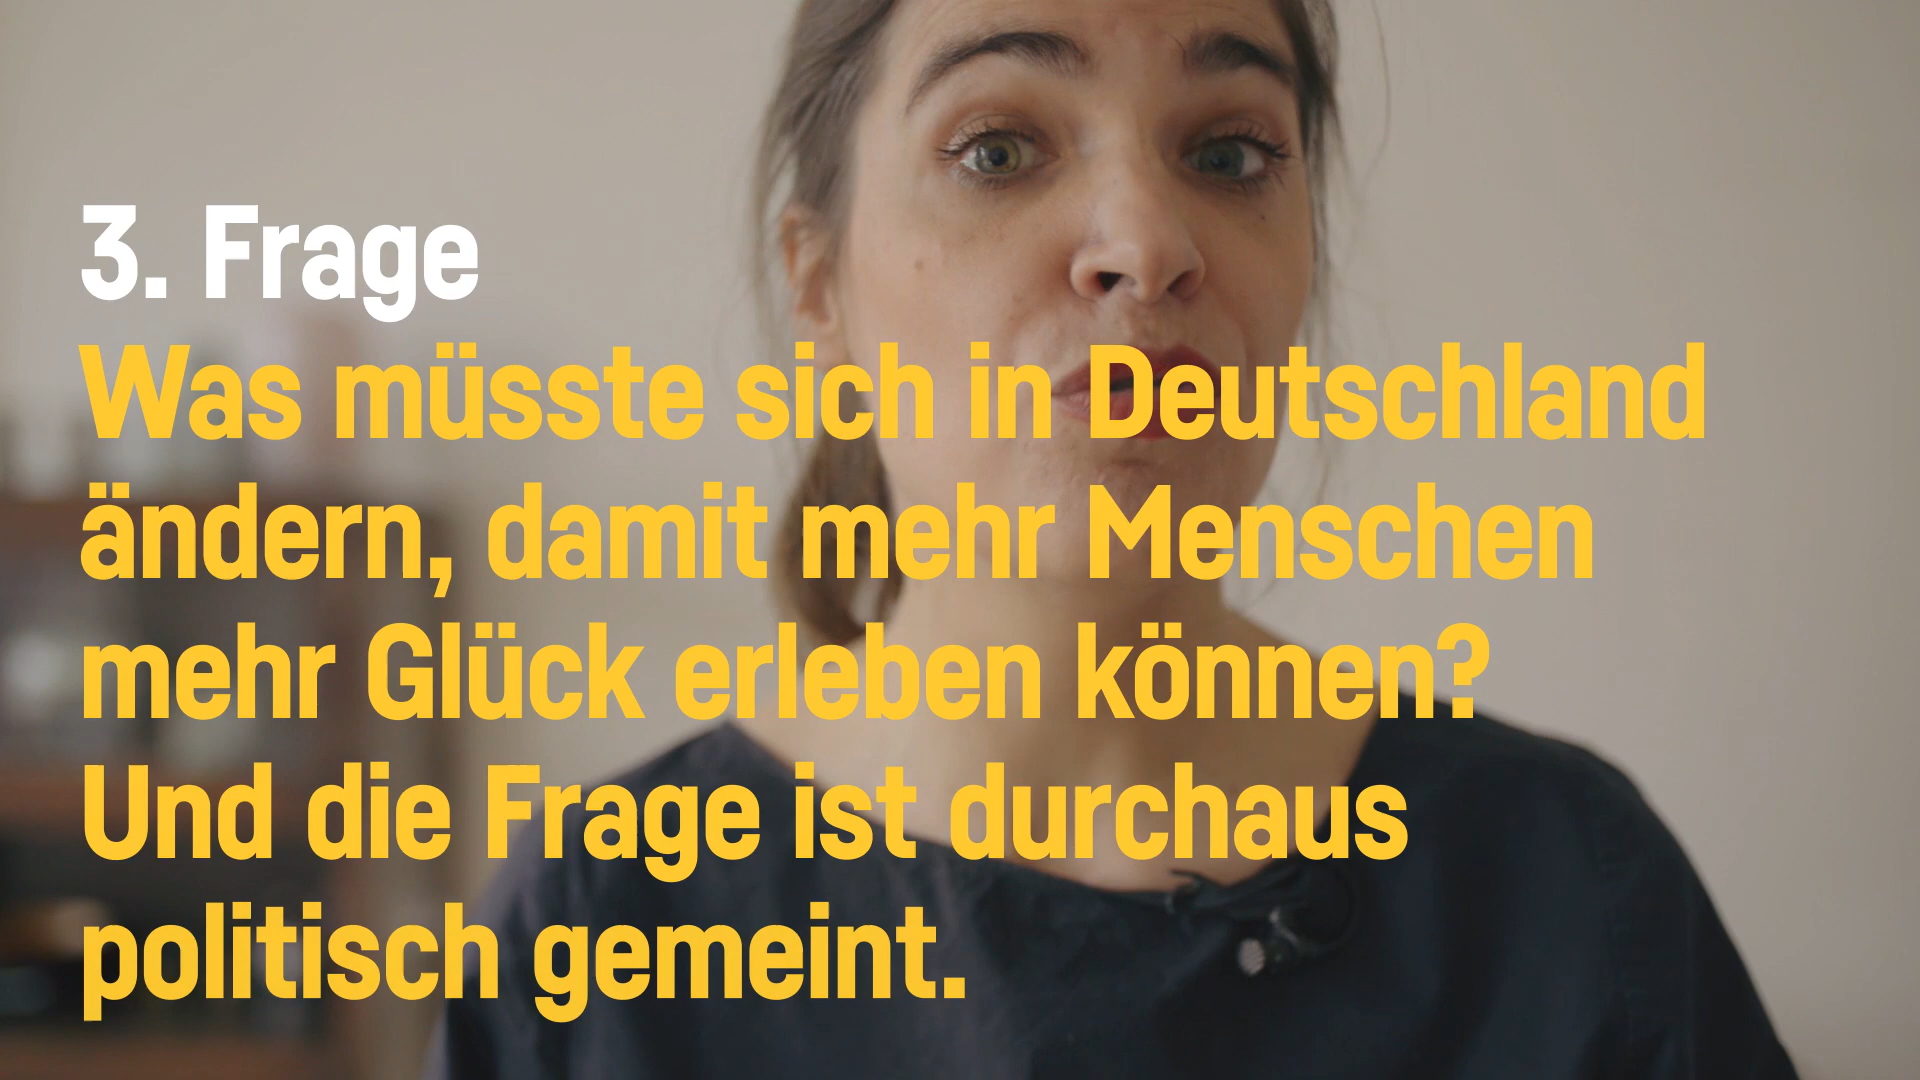 3. Frage
Was müsste sich in Deutschland
ändern, damit mehr Menschen
mehr Glück erleben können?
Und die Frage ist durchaus
politisch gemeint.